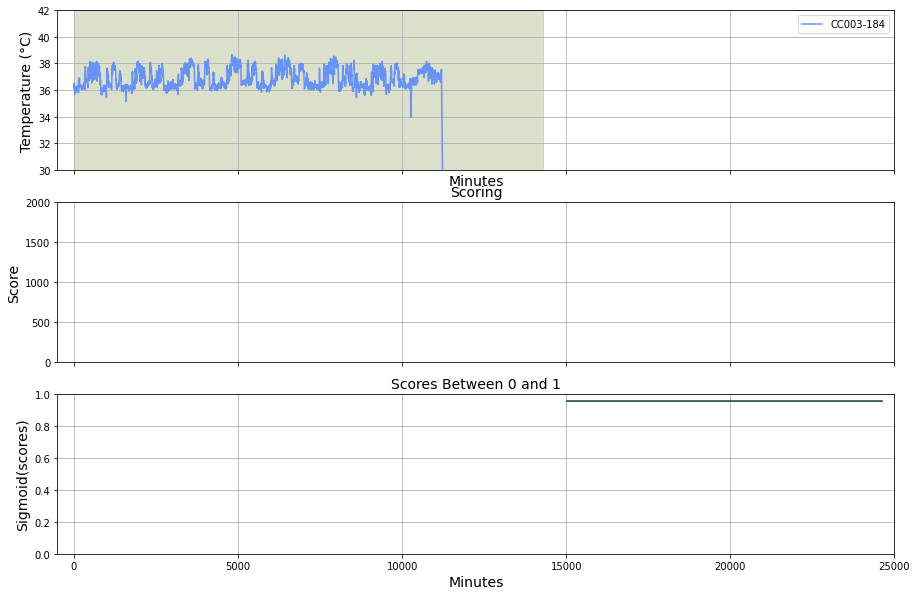 42
40
38
36
34
32
30
Temperature (°C)
CC003-184
Minutes
Scoring
2000
1500
1000
500
0
Score
Scores Between 0 and 1
1.0
0.8
0.6
0.4
0.2
0.0
Sigmoid(scores)
0 5000 10000 15000 20000 25000
Minutes